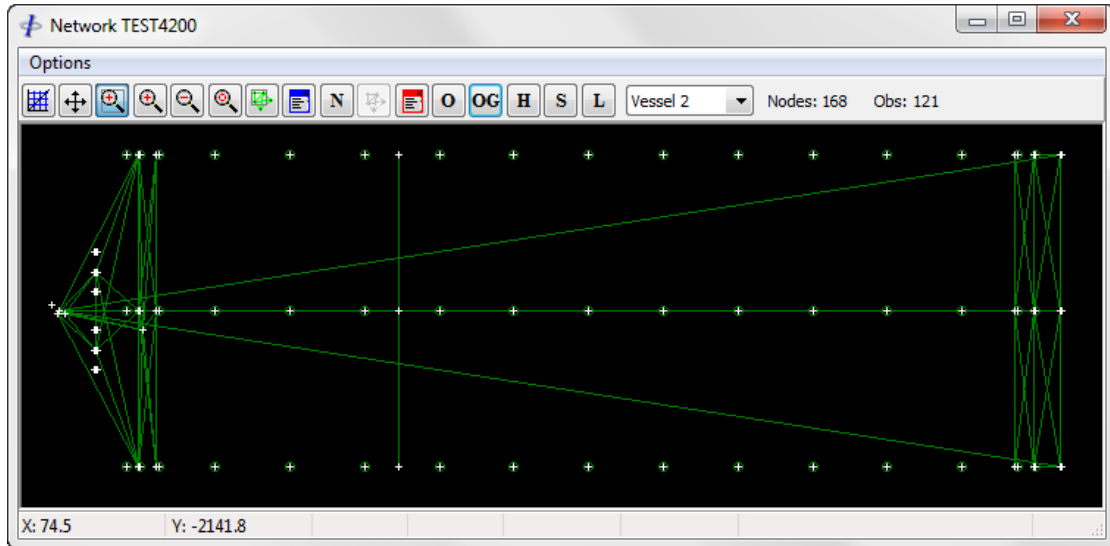 Network TEST4200
Options
N O OG H S L Vessel 2 Nodes: 168 Obs: 121
X: 74.5 Y: -2141.8